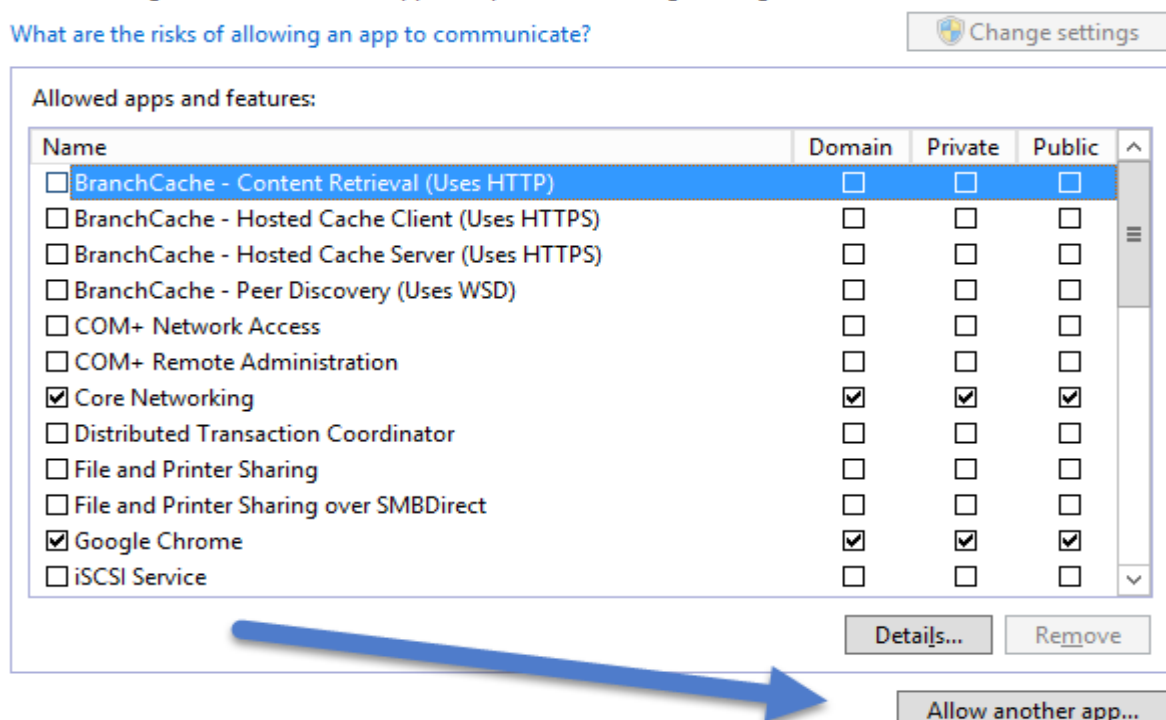 What are the risks of allowing an app to communicate?
Change settings
Allowed apps and features:
Name Domain Private Public
BranchCache - Content Retrieval (Uses HTTP)
BranchCache - Hosted Cache Client (Uses HTTPS)
BranchCache - Hosted Cache Server (Uses HTTPS)
BranchCache - Peer Discovery (Uses WSD)
COM+ Network Access
COM+ Remote Administration
Core Networking
Distributed Transaction Coordinator
File and Printer Sharing
File and Printer Sharing over SMBDirect
Google Chrome
iSCSI Service
Details... Remove
Allow another app...